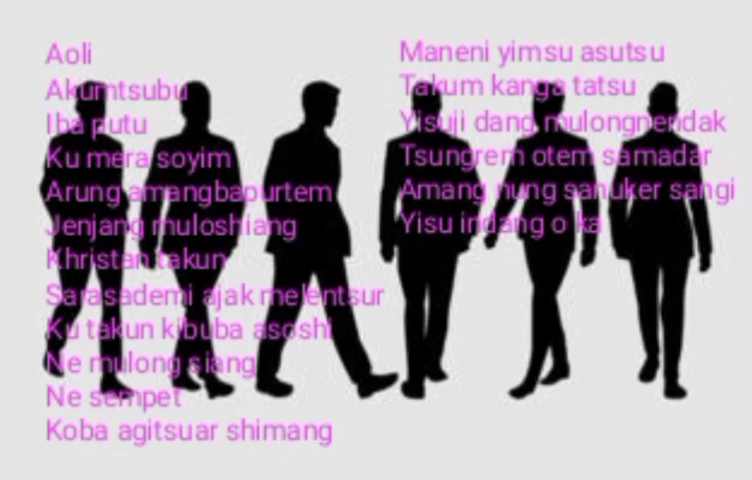 Aoli
Akumtsubu
Iba putu
Ku mera soyim
Arung amangbapurtem
Jenjang muloshiang
Khristan takun
Sarasademi ajak melentsur
Ku takun kibuba asoshi
Ne mulong siang
Ne sempet
Koba agitsuar shimang
Maneni yimsu asutsu
Takum kanga tatsu
Yisuji dang mulongnendak
Tsungrem otem samadar
Amang nung sanuker sangi
Yisu indang o ka